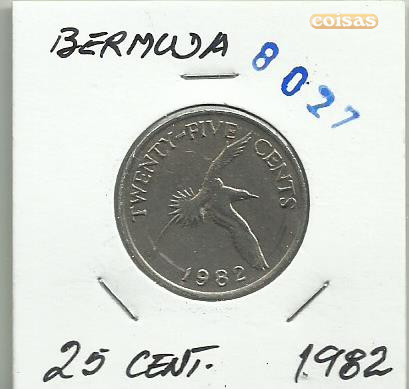 coisas
BERMUDA
8027
TWENTY-FIVE CENTS
1982
25 CENT.
1982